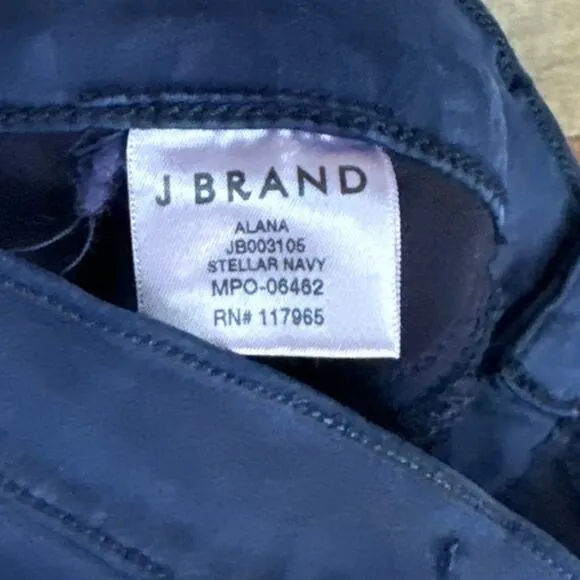 J BRAND
ALANA
JB003105
STELLAR NAVY
MPO-06462
RN# 117965